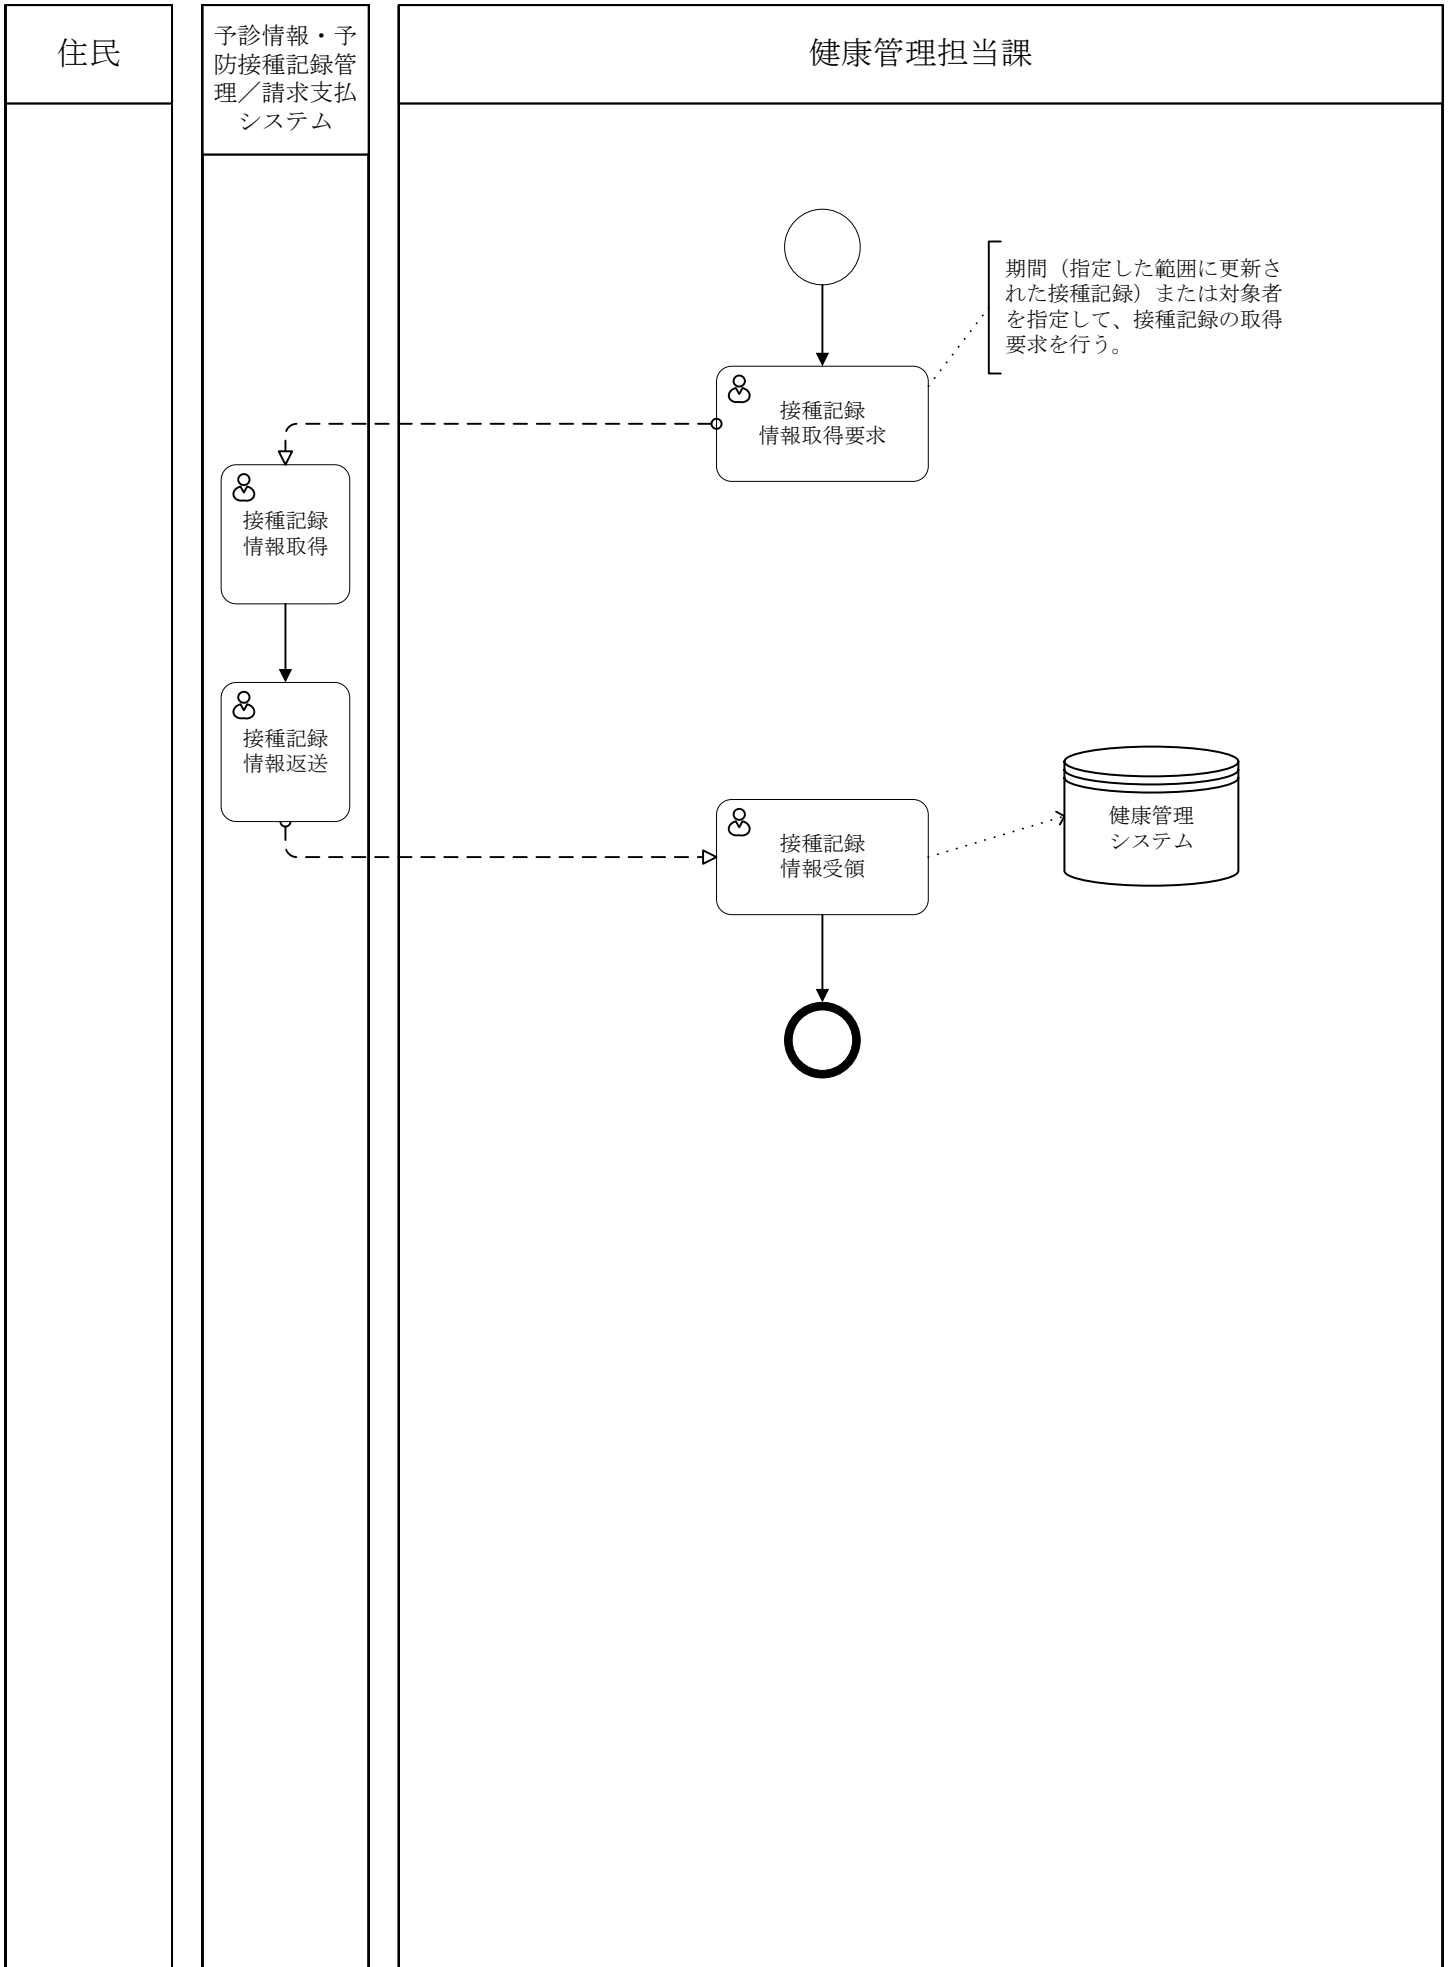 住民
予診情報・予
防接種記録管
理／請求支払
システム
健康管理担当課
期間（指定した範囲に更新さ
れた接種記録）または対象者
を指定して、接種記録の取得
要求を行う。
接種記録
情報取得要求
接種記録
情報取得
接種記録
情報返送
接種記録
情報受領
健康管理
システム